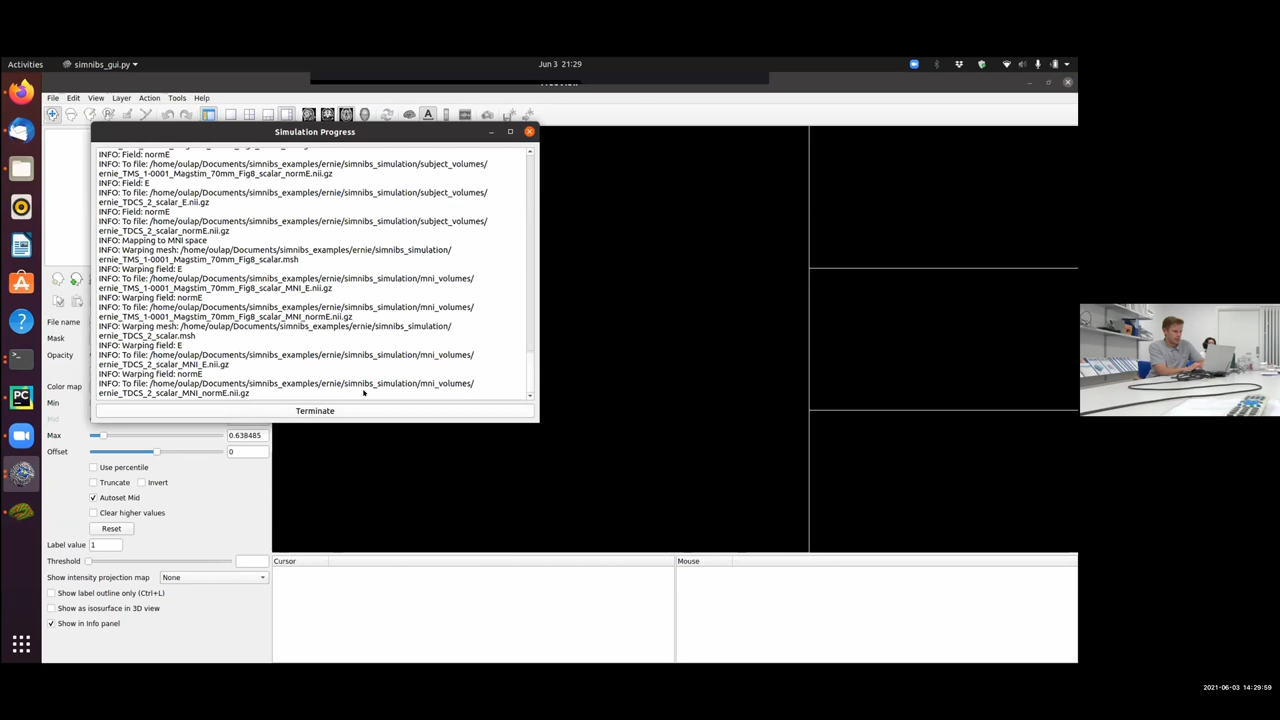 Activities
simnibs_gui.py
Jun 3 21:29
File Edit View Layer Action Tools Help
Simulation Progress
INFO: Field: normE
INFO: To file: /home/oulap/Documents/simnibs_examples/ernie/simnibs_simulation/subject_volumes/
ernie_TMS_1-0001_Magstim_70mm_Fig8_scalar_normE.nii.gz
INFO: Field: E
INFO: To file: /home/oulap/Documents/simnibs_examples/ernie/simnibs_simulation/subject_volumes/
ernie_TDCS_2_scalar_E.nii.gz
INFO: Field: normE
INFO: To file: /home/oulap/Documents/simnibs_examples/ernie/simnibs_simulation/subject_volumes/
ernie_TDCS_2_scalar_normE.nii.gz
INFO: Mapping to MNI space
INFO: Warping mesh: /home/oulap/Documents/simnibs_examples/ernie/simnibs_simulation/
ernie_TMS_1-0001_Magstim_70mm_Fig8_scalar.msh
INFO: Warping field: E
INFO: To file: /home/oulap/Documents/simnibs_examples/ernie/simnibs_simulation/mni_volumes/
ernie_TMS_1-0001_Magstim_70mm_Fig8_scalar_MNI_E.nii.gz
INFO: Warping field: normE
INFO: To file: /home/oulap/Documents/simnibs_examples/ernie/simnibs_simulation/mni_volumes/
ernie_TMS_1-0001_Magstim_70mm_Fig8_scalar_MNI_normE.nii.gz
INFO: Warping mesh: /home/oulap/Documents/simnibs_examples/ernie/simnibs_simulation/
ernie_TDCS_2_scalar.msh
INFO: Warping field: E
INFO: To file: /home/oulap/Documents/simnibs_examples/ernie/simnibs_simulation/mni_volumes/
ernie_TDCS_2_scalar_MNI_E.nii.gz
INFO: Warping field: normE
INFO: To file: /home/oulap/Documents/simnibs_examples/ernie/simnibs_simulation/mni_volumes/
ernie_TDCS_2_scalar_MNI_normE.nii.gz
Terminate
File name
Mask
Opacity
Color map
Min
Mid
Max 0.638485
Offset 0
Use percentile
Truncate Invert
Autoset Mid
Clear higher values
Reset
Label value 1
Threshold
Show intensity projection map None
Show label outline only (Ctrl+L)
Show as isosurface in 3D view
Show in Info panel
Cursor
Mouse
2021-06-03 14:29:59